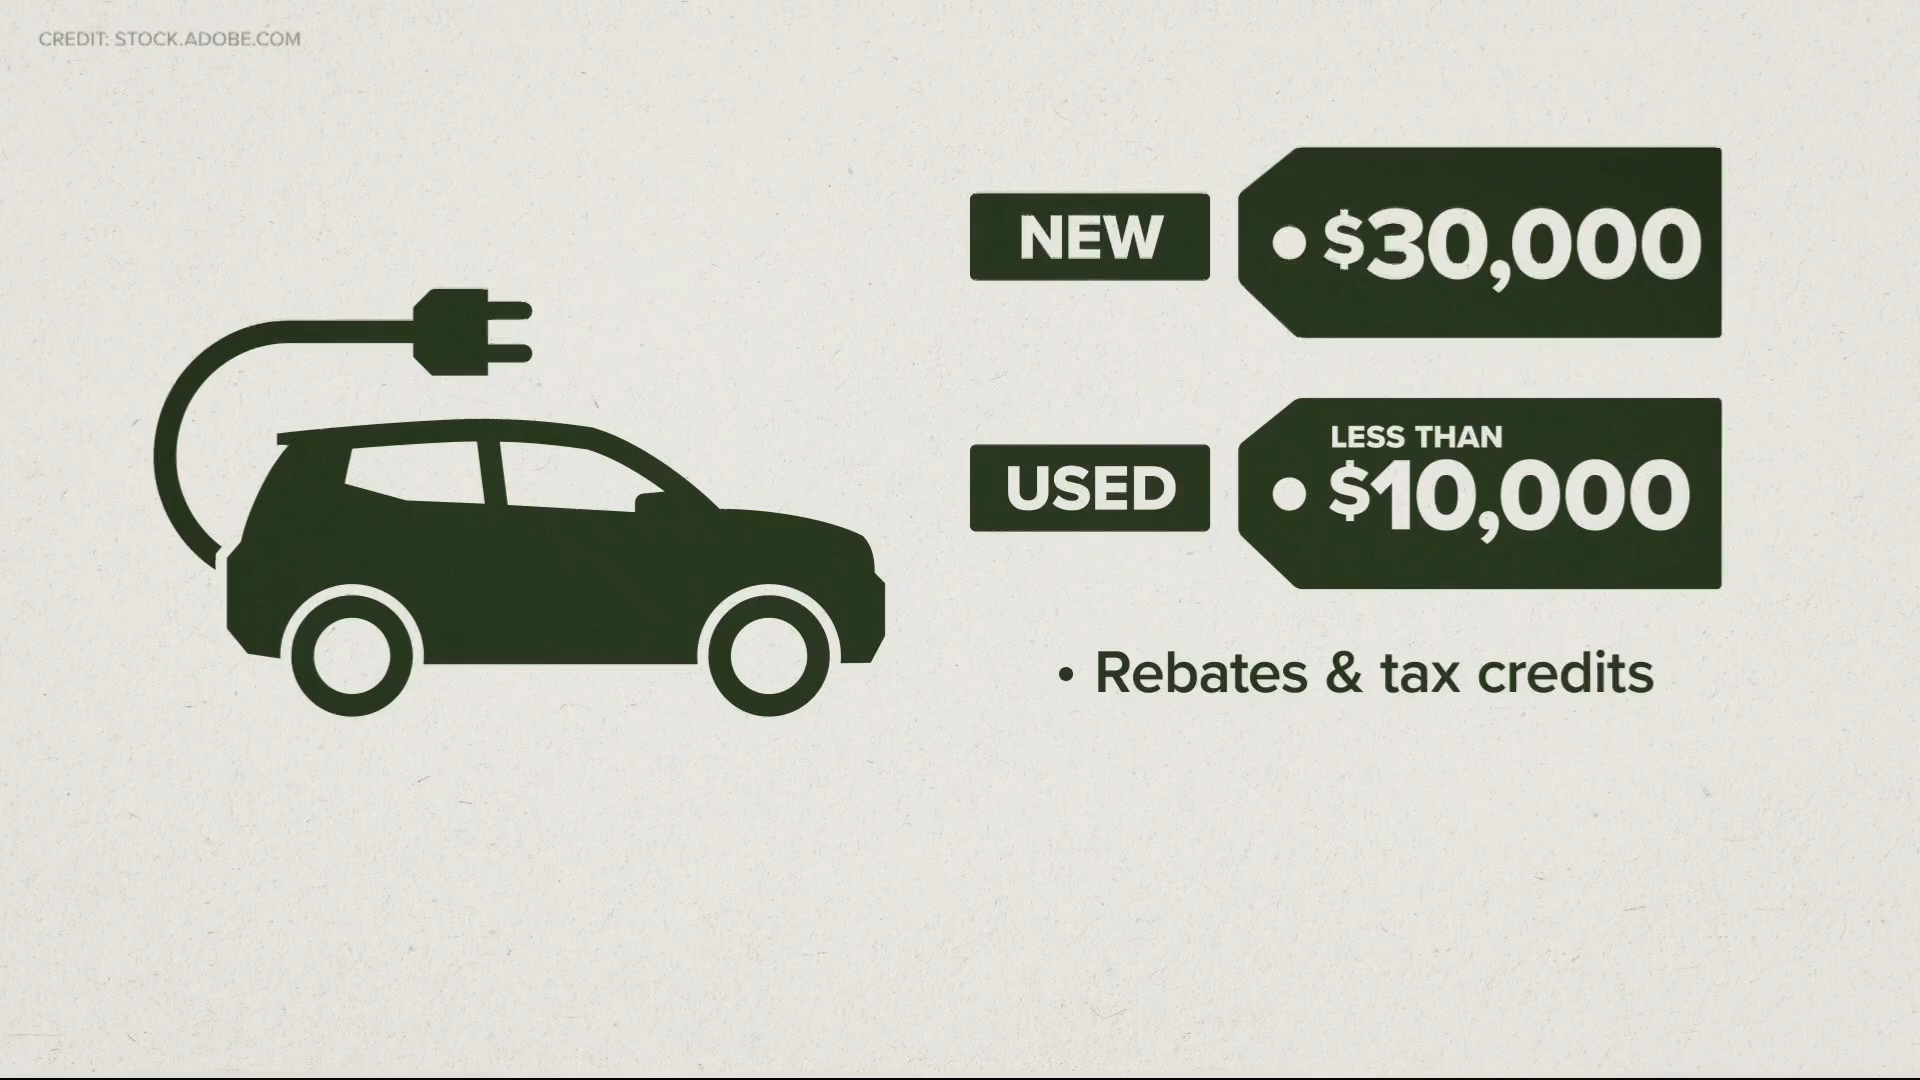 CREDIT: STOCK.ADOBE.COM
NEW
$30,000
USED
LESS THAN
$10,000
• Rebates & tax credits